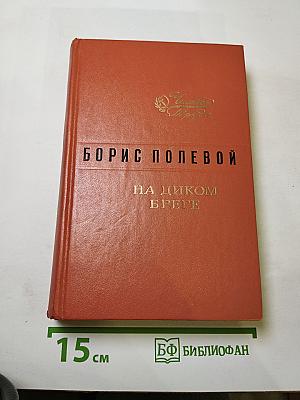 БОРИС ПОЛЕВОЙ
НА ДИКОМ
БРЕГЕ
15 см
БФ БИБЛИОФАН